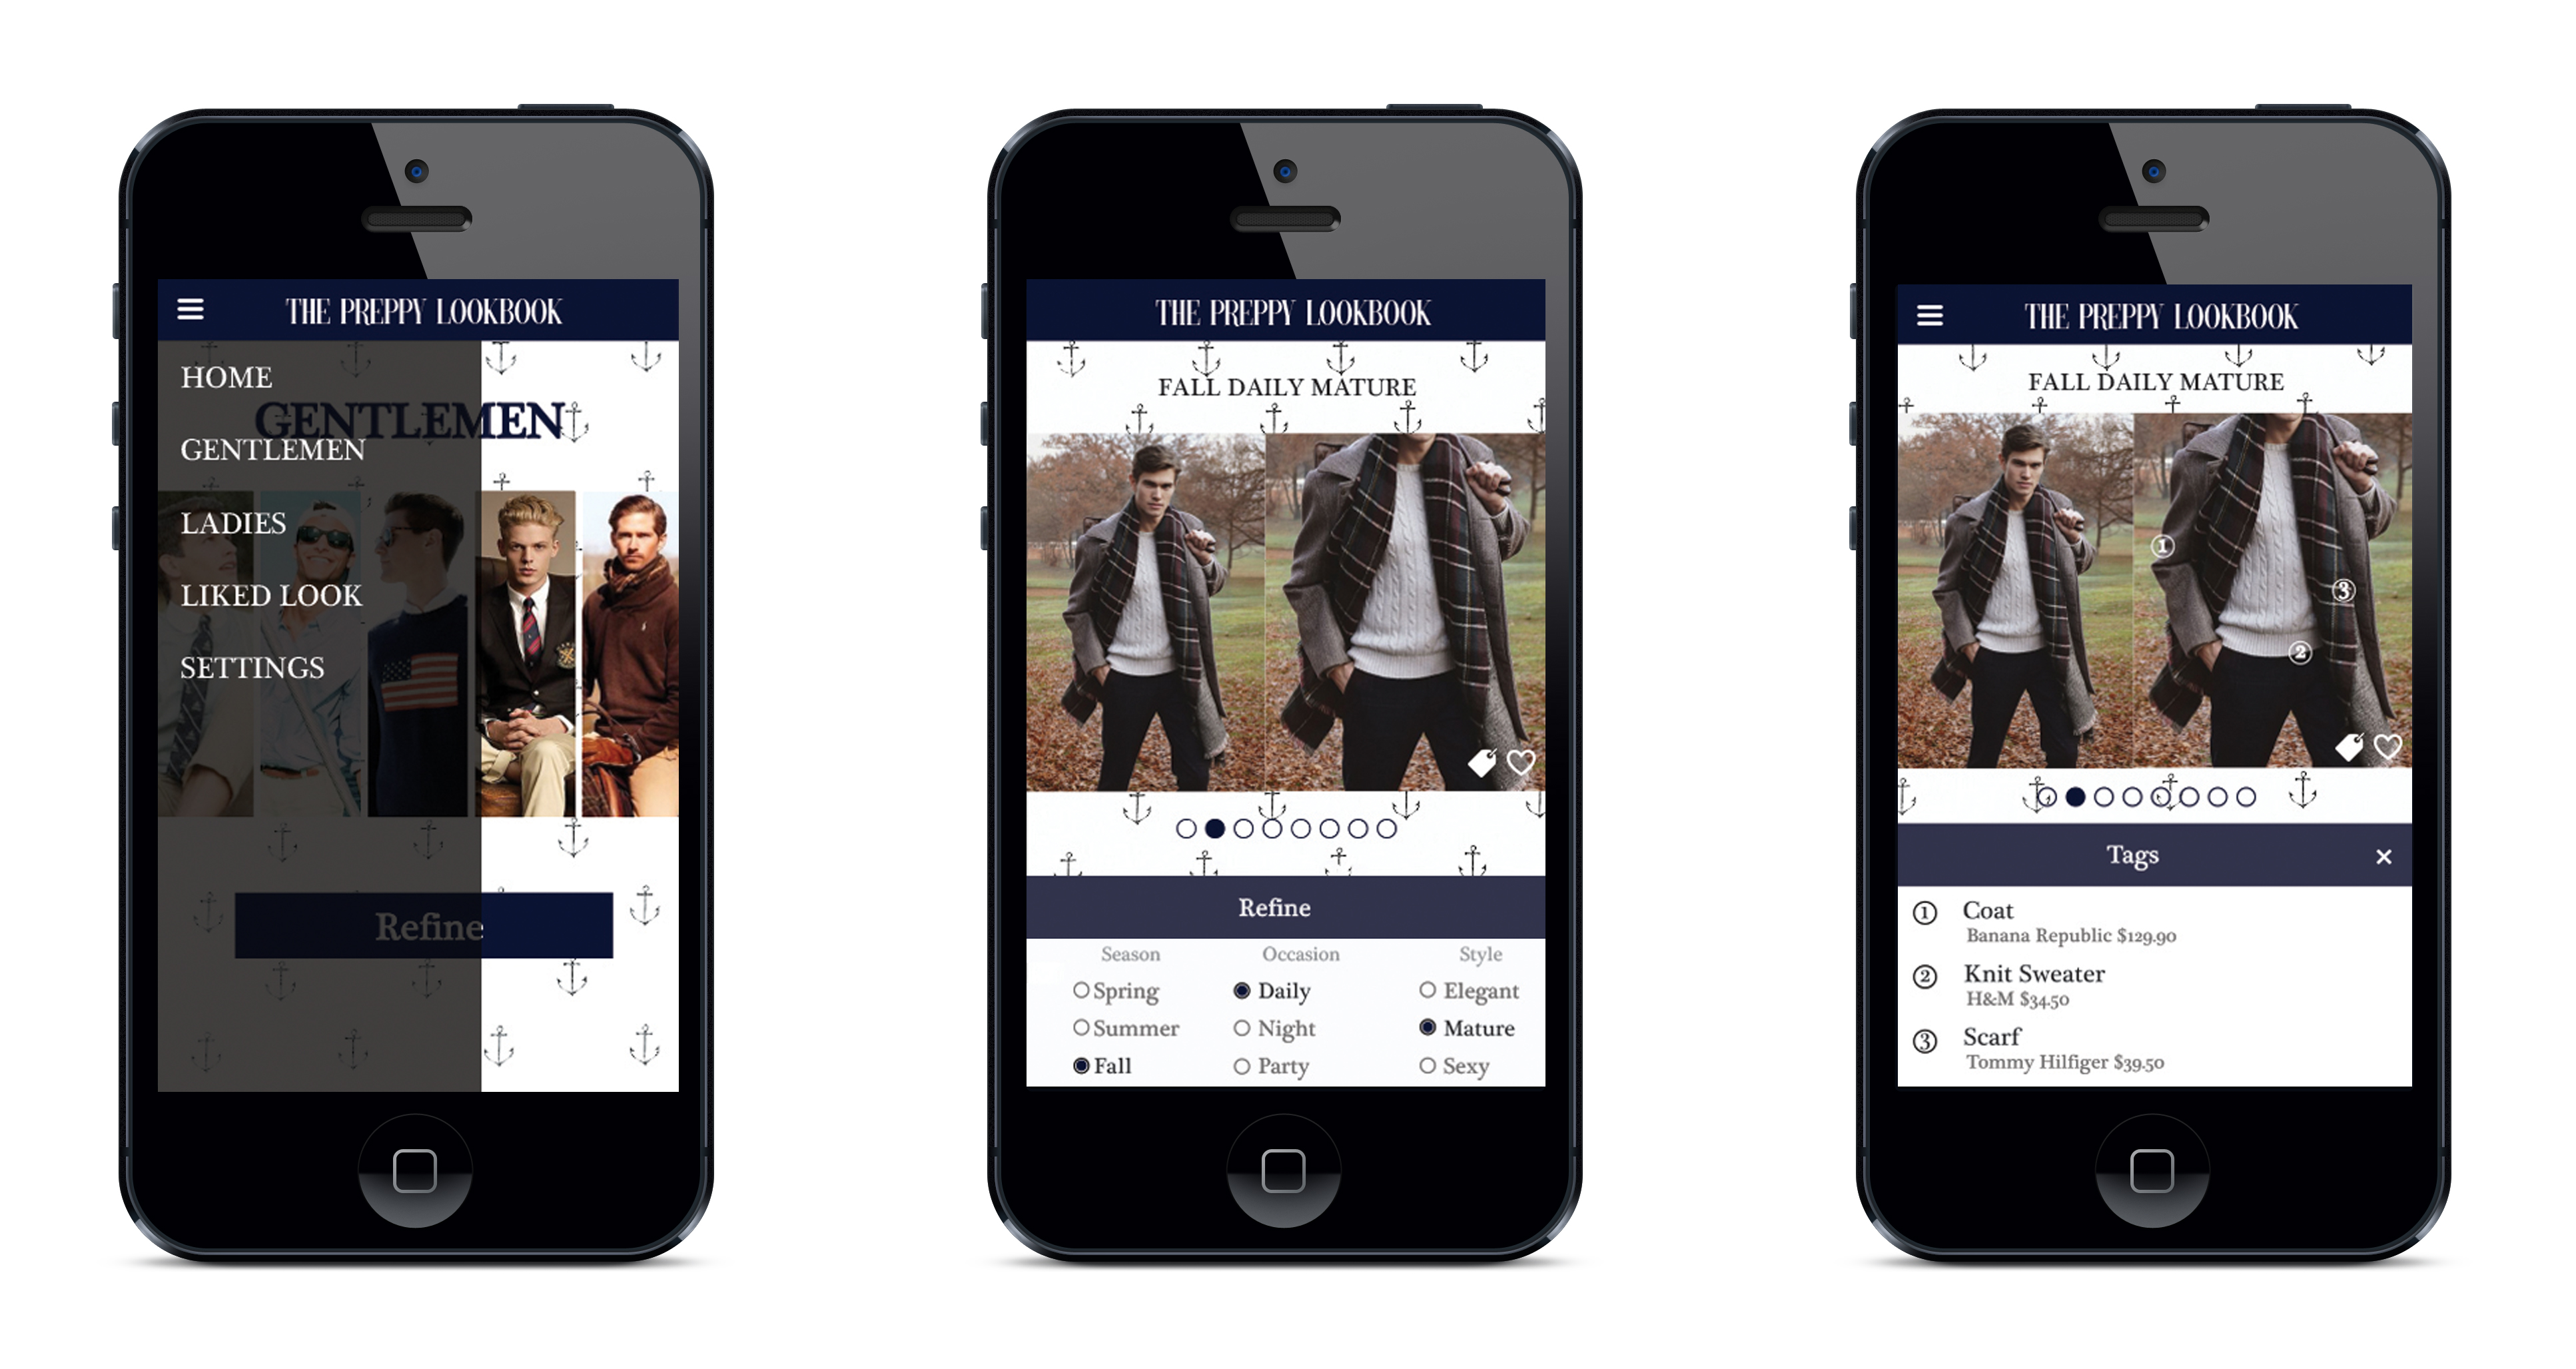 THE PREPPY LOOKBOOK
HOME
GENTLEMEN
GENTLEMEN
LADIES
LIKED LOOK
SETTINGS
Refine
THE PREPPY LOOKBOOK
FALL DAILY MATURE
Refine
Season Occasion Style
Spring Daily Elegant
Summer Night Mature
Fall Party Sexy
THE PREPPY LOOKBOOK
FALL DAILY MATURE
1
3
2
Tags
1 Coat
Banana Republic $129.90
2 Knit Sweater
H&M $34.50
3 Scarf
Tommy Hilfiger $39.50